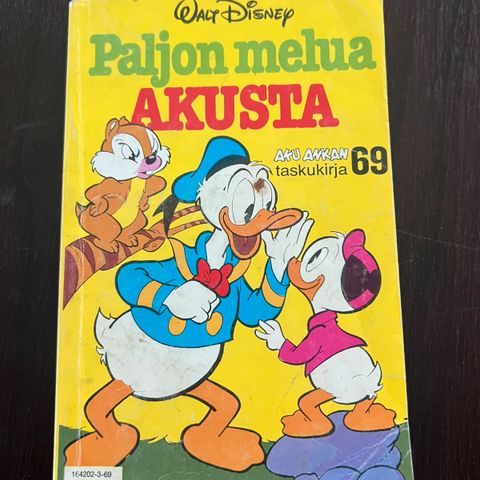 WALT DISNEY
Paljon melua
AKUSTA
AKU ANKAN
taskukirja 69
164202-3-69